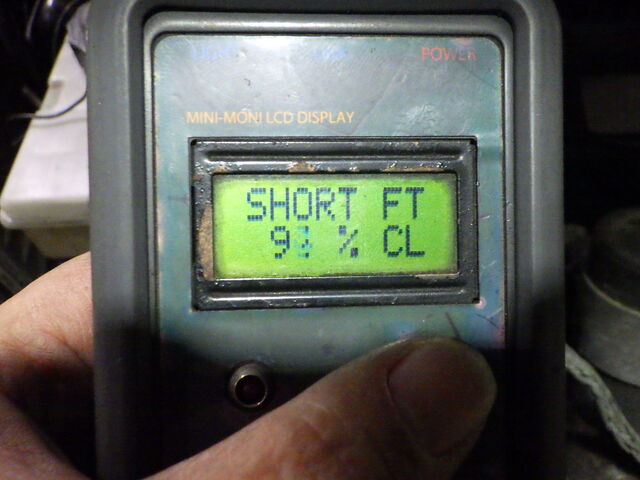 POWER
MINI-MONI LCD DISPLAY
SHORT FT
% CL